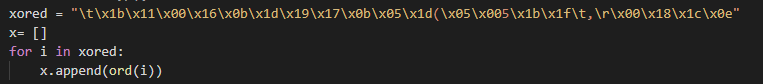 xored = "\t\x1b\x11\x00\x16\x0b\x1d\x19\x17\x0b\x05\x1d(\x05\x005\x1b\x1f\t,\r\x00\x18\x1c\x0e"
x= []
for i in xored:
    x.append(ord(i))